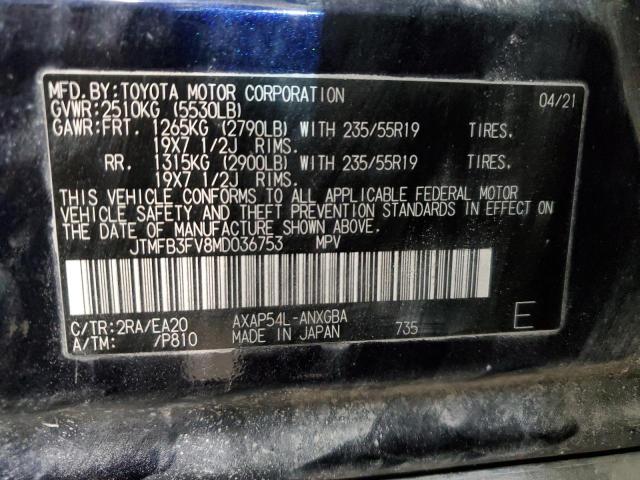 MFD. BY: TOYOTA MOTOR CORPORATION 04/21
GVWR: 2510KG (5530LB)
GAWR: FRT. 1265KG (2790LB) WITH 235/55R19 TIRES.
19X7 1/2J RIMS.
RR. 1315KG (2900LB) WITH 235/55R19 TIRES.
19X7 1/2J RIMS.
THIS VEHICLE CONFORMS TO ALL APPLICABLE FEDERAL MOTOR
VEHICLE SAFETY AND THEFT PREVENTION STANDARDS IN EFFECT ON
THE DATE OF MANUFACTURE SHOWN ABOVE.
JTMFB3FV8MD036753 MPV
C/TR: 2RA/EA20 AXAP54L-ANXGBA
A/TM: /P810 MADE IN JAPAN 735 E